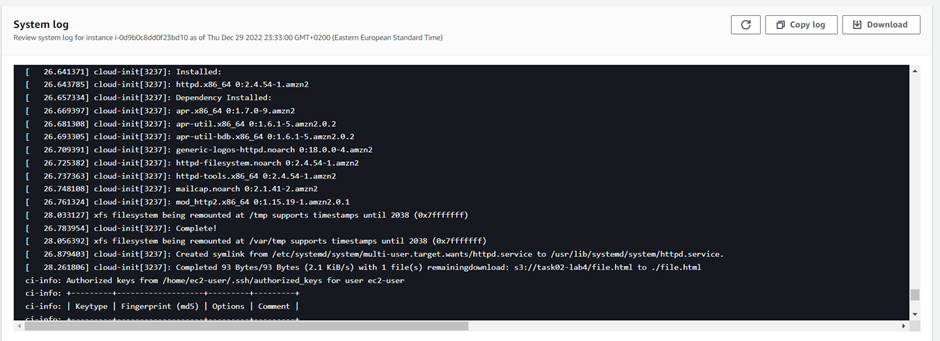 System log
Review system log for instance i-0d9b0c8dd0f23bd10 as of Thu Dec 29 2022 23:33:00 GMT+0200 (Eastern European Standard Time)
Copy log
Download
[   26.641371] cloud-init[3237]: Installed:
[   26.643785] cloud-init[3237]: httpd.x86_64 0:2.4.54-1.amzn2
[   26.657334] cloud-init[3237]: Dependency Installed:
[   26.669397] cloud-init[3237]: apr.x86_64 0:1.7.0-9.amzn2
[   26.681308] cloud-init[3237]: apr-util.x86_64 0:1.6.1-5.amzn2.0.2
[   26.693305] cloud-init[3237]: apr-util-bdb.x86_64 0:1.6.1-5.amzn2.0.2
[   26.709391] cloud-init[3237]: generic-logos-httpd.noarch 0:18.0.0-4.amzn2
[   26.725382] cloud-init[3237]: httpd-filesystem.noarch 0:2.4.54-1.amzn2
[   26.737363] cloud-init[3237]: httpd-tools.x86_64 0:2.4.54-1.amzn2
[   26.748108] cloud-init[3237]: mailcap.noarch 0:2.1.41-2.amzn2
[   26.761324] cloud-init[3237]: mod_http2.x86_64 0:1.15.19-1.amzn2.0.1
[   28.033127] xfs filesystem being remounted at /tmp supports timestamps until 2038 (0x7fffffff)
[   26.783954] cloud-init[3237]: Complete!
[   28.056392] xfs filesystem being remounted at /var/tmp supports timestamps until 2038 (0x7fffffff)
[   26.879403] cloud-init[3237]: Created symlink from /etc/systemd/system/multi-user.target.wants/httpd.service to /usr/lib/systemd/system/httpd.service.
[   28.261806] cloud-init[3237]: Completed 93 Bytes/93 Bytes (2.1 KiB/s) with 1 file(s) remainingdownload: s3://task02-lab4/file.html to ./file.html
ci-info: Authorized keys from /home/ec2-user/.ssh/authorized_keys for user ec2-user
ci-info: +---------+-------------------+---------+---------+
ci-info: | Keytype | Fingerprint (md5) | Options | Comment |
ci-info: +---------+-------------------+---------+---------+